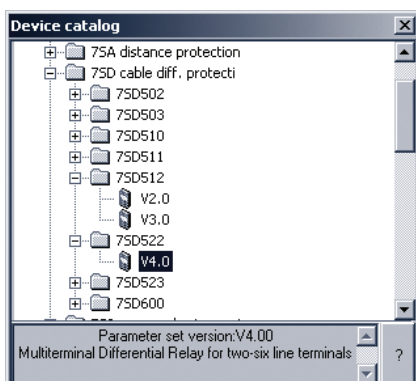 Device catalog
7SA distance protection
7SD cable diff. protecti
7SD502
7SD503
7SD510
7SD511
7SD512
V2.0
V3.0
7SD522
V4.0
7SD523
7SD600
Parameter set version:V4.00
Multiterminal Differential Relay for two-six line terminals
?